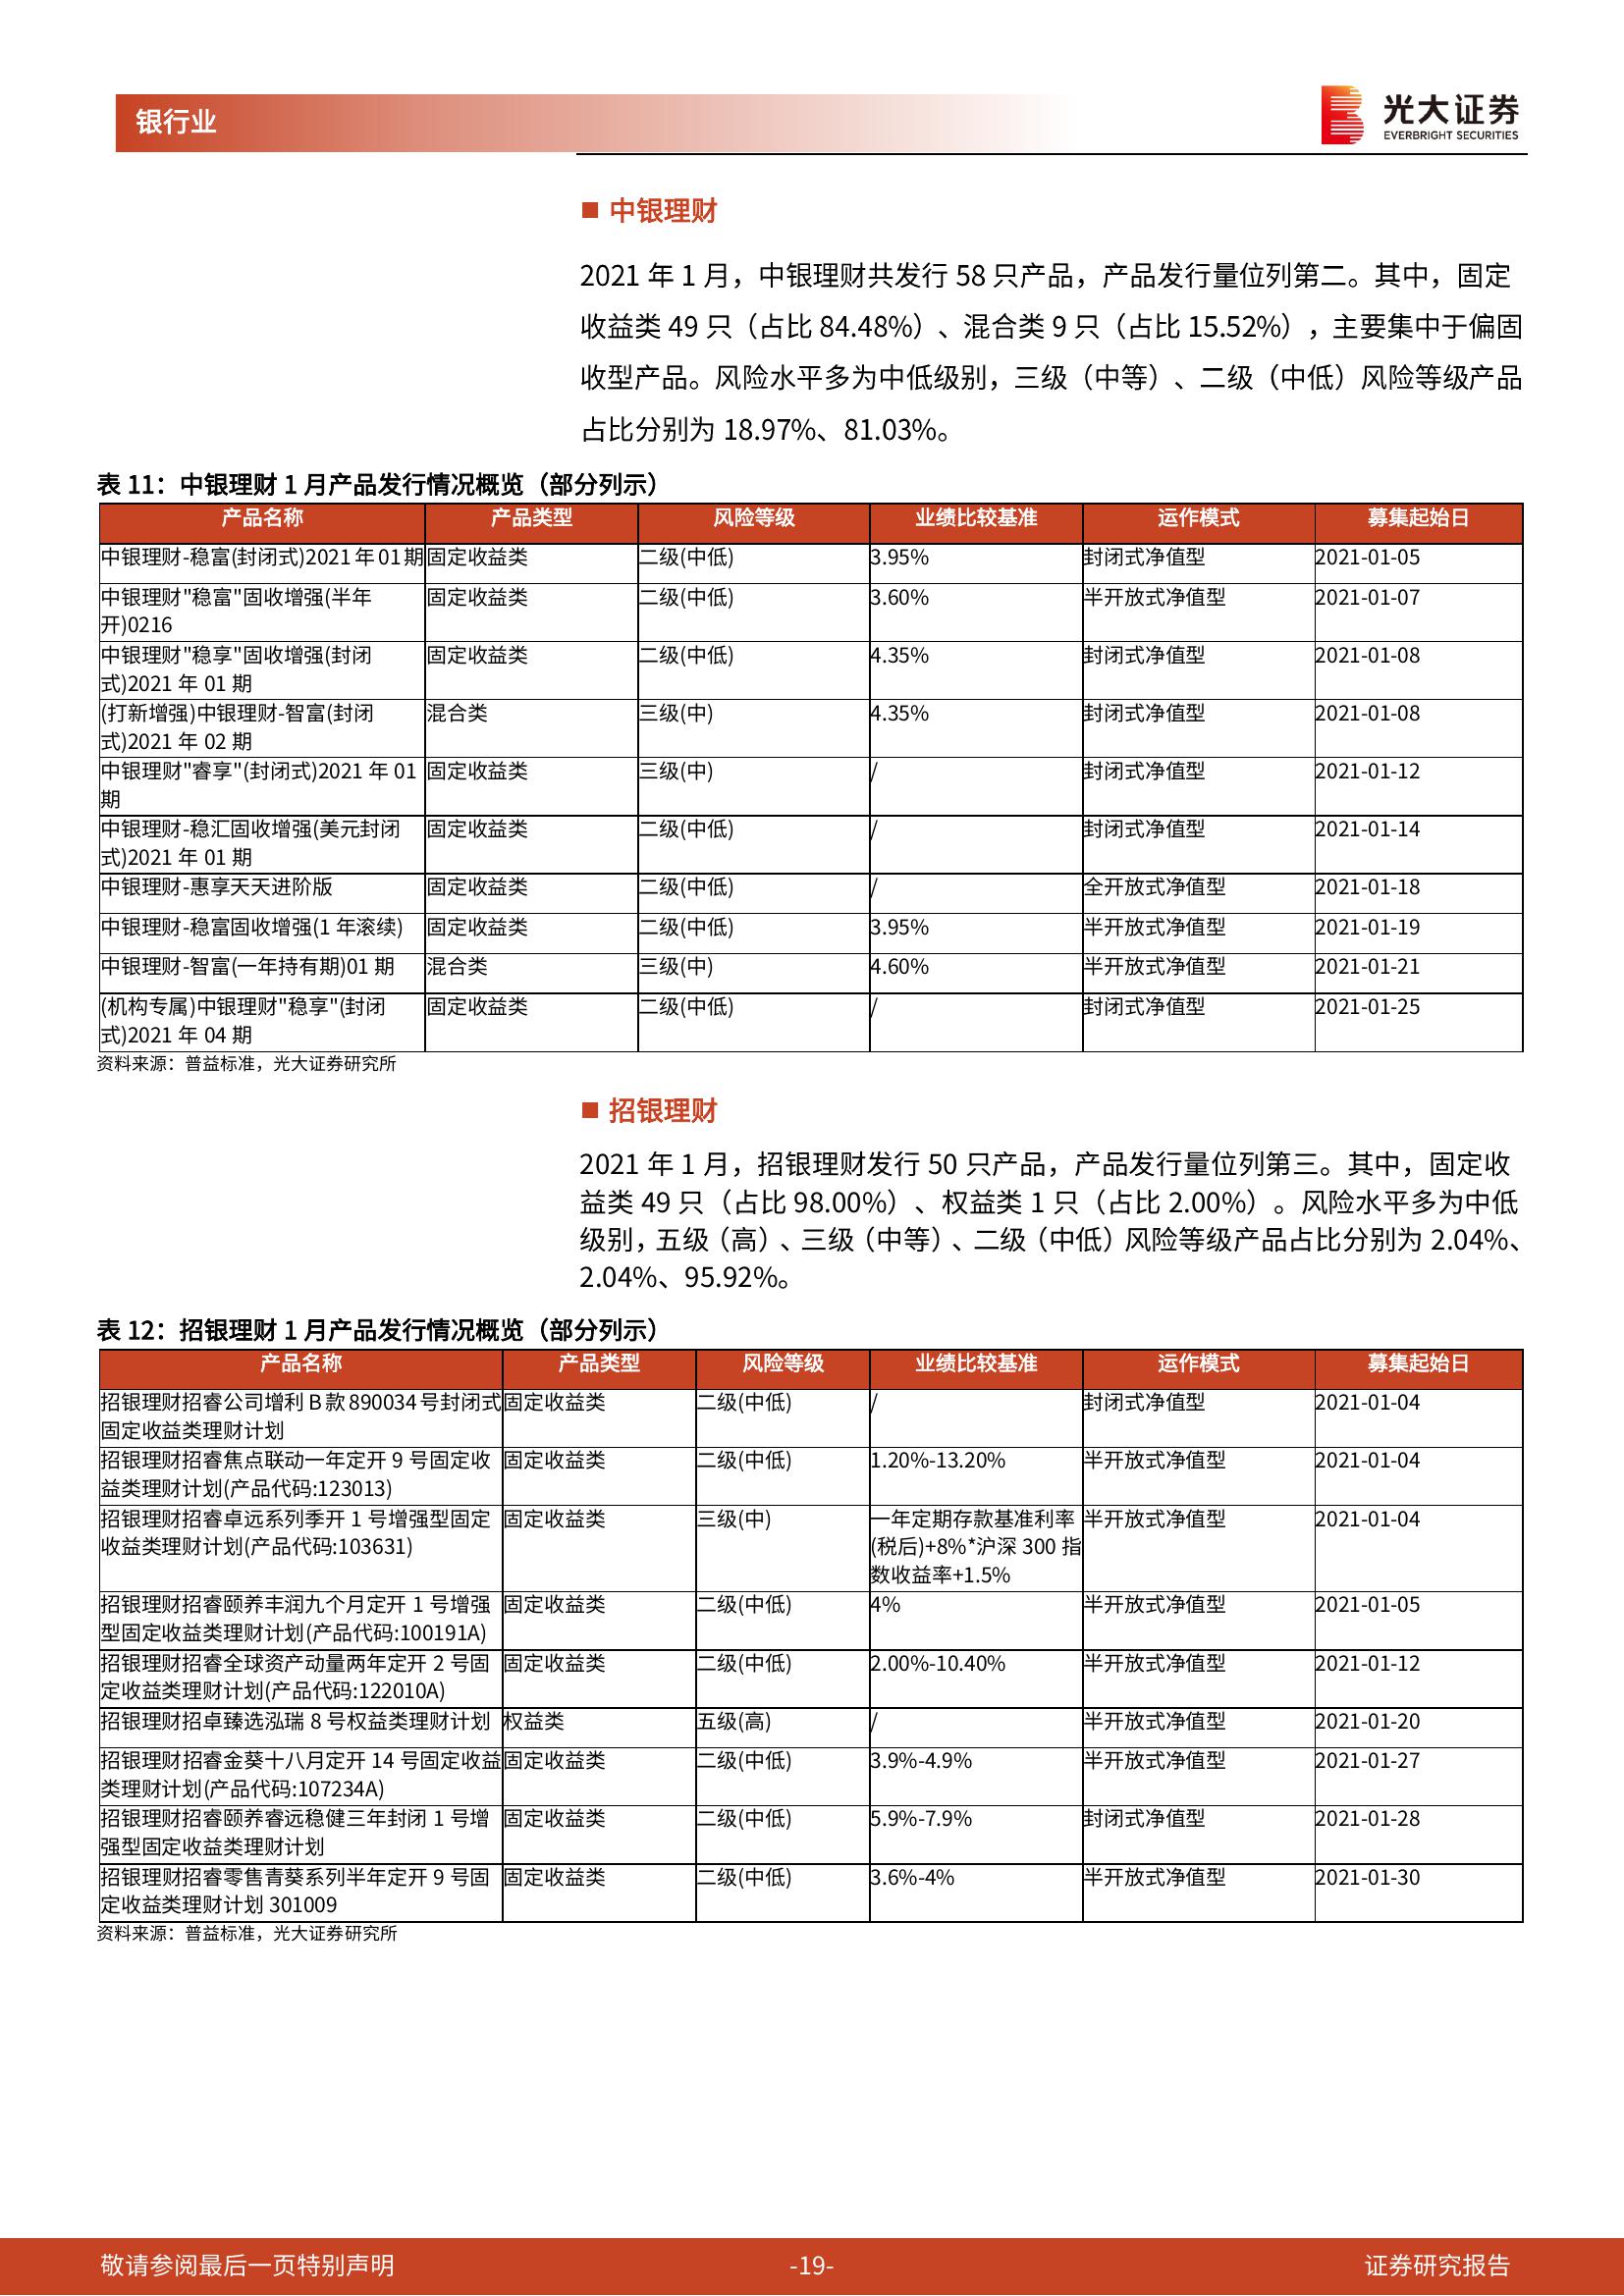 银行业
光大证券
EVERBRIGHT SECURITIES
■ 中银理财
2021 年 1 月，中银理财共发行 58 只产品，产品发行量位列第二。其中，固定
收益类 49 只（占比 84.48%）、混合类 9 只（占比 15.52%），主要集中于偏固
收型产品。风险水平多为中低级别，三级（中等）、二级（中低）风险等级产品
占比分别为 18.97%、81.03%。
表 11：中银理财 1 月产品发行情况概览（部分列示）
产品名称 产品类型 风险等级 业绩比较基准 运作模式 募集起始日
中银理财-稳富(封闭式)2021 年 01 期 固定收益类 二级(中低) 3.95% 封闭式净值型 2021-01-05
中银理财"稳富"固收增强(半年 固定收益类 二级(中低) 3.60% 半开放式净值型 2021-01-07
开)0216
中银理财"稳享"固收增强(封闭 固定收益类 二级(中低) 4.35% 封闭式净值型 2021-01-08
式)2021 年 01 期
(打新增强)中银理财-智富(封闭 混合类 三级(中) 4.35% 封闭式净值型 2021-01-08
式)2021 年 02 期
中银理财"睿享"(封闭式)2021 年 01 固定收益类 三级(中) / 封闭式净值型 2021-01-12
期
中银理财-稳汇固收增强(美元封闭 固定收益类 二级(中低) / 封闭式净值型 2021-01-14
式)2021 年 01 期
中银理财-惠享天天进阶版 固定收益类 二级(中低) / 全开放式净值型 2021-01-18
中银理财-稳富固收增强(1 年滚续) 固定收益类 二级(中低) 3.95% 半开放式净值型 2021-01-19
中银理财-智富(一年持有期)01 期 混合类 三级(中) 4.60% 半开放式净值型 2021-01-21
(机构专属)中银理财"稳享"(封闭 固定收益类 二级(中低) / 封闭式净值型 2021-01-25
式)2021 年 04 期
资料来源：普益标准，光大证券研究所
■ 招银理财
2021 年 1 月，招银理财发行 50 只产品，产品发行量位列第三。其中，固定收
益类 49 只（占比 98.00%）、权益类 1 只（占比 2.00%）。风险水平多为中低
级别，五级（高）、三级（中等）、二级（中低）风险等级产品占比分别为 2.04%、
2.04%、95.92%。
表 12：招银理财 1 月产品发行情况概览（部分列示）
产品名称 产品类型 风险等级 业绩比较基准 运作模式 募集起始日
招银理财招睿公司增利 B 款 890034 号封闭式 固定收益类 二级(中低) / 封闭式净值型 2021-01-04
固定收益类理财计划
招银理财招睿焦点联动一年定开 9 号固定收 固定收益类 二级(中低) 1.20%-13.20% 半开放式净值型 2021-01-04
益类理财计划(产品代码:123013)
招银理财招睿卓远系列季开 1 号增强型固定 固定收益类 三级(中) 一年定期存款基准利率 半开放式净值型 2021-01-04
收益类理财计划(产品代码:103631) (税后)+8%*沪深 300 指
数收益率+1.5%
招银理财招睿颐养丰润九个月定开 1 号增强 固定收益类 二级(中低) 4% 半开放式净值型 2021-01-05
型固定收益类理财计划(产品代码:100191A)
招银理财招睿全球资产动量两年定开 2 号固 固定收益类 二级(中低) 2.00%-10.40% 半开放式净值型 2021-01-12
定收益类理财计划(产品代码:122010A)
招银理财招卓臻选泓瑞 8 号权益类理财计划 权益类 五级(高) / 半开放式净值型 2021-01-20
招银理财招睿金葵十八月定开 14 号固定收益 固定收益类 二级(中低) 3.9%-4.9% 半开放式净值型 2021-01-27
类理财计划(产品代码:107234A)
招银理财招睿颐养睿远稳健三年封闭 1 号增 固定收益类 二级(中低) 5.9%-7.9% 封闭式净值型 2021-01-28
强型固定收益类理财计划
招银理财招睿零售青葵系列半年定开 9 号固 固定收益类 二级(中低) 3.6%-4% 半开放式净值型 2021-01-30
定收益类理财计划 301009
资料来源：普益标准，光大证券研究所
敬请参阅最后一页特别声明 -19- 证券研究报告